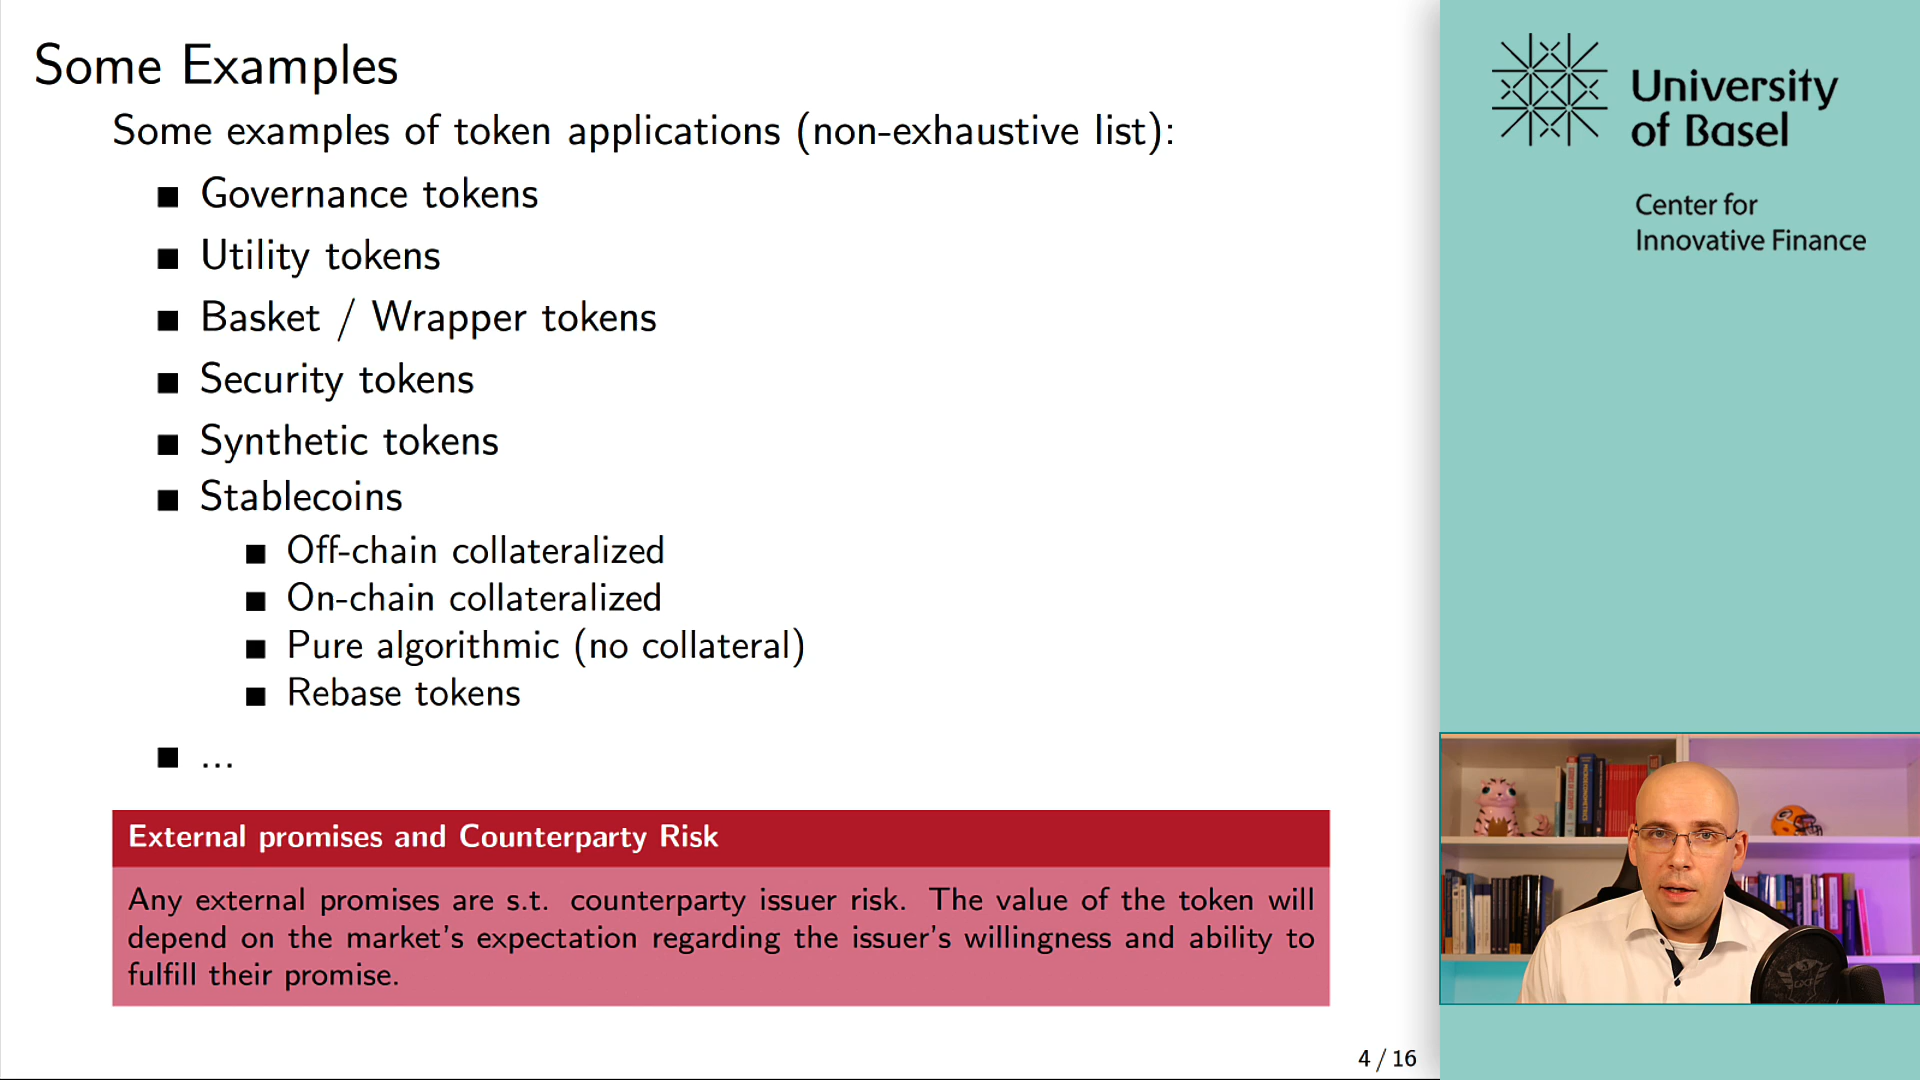 Some Examples
Some examples of token applications (non-exhaustive list):
Governance tokens
Utility tokens
Basket / Wrapper tokens
Security tokens
Synthetic tokens
Stablecoins
Off-chain collateralized
On-chain collateralized
Pure algorithmic (no collateral)
Rebase tokens
...
External promises and Counterparty Risk
Any external promises are s.t. counterparty issuer risk. The value of the token will
depend on the market's expectation regarding the issuer's willingness and ability to
fulfill their promise.
4 / 16
University
of Basel
Center for
Innovative Finance